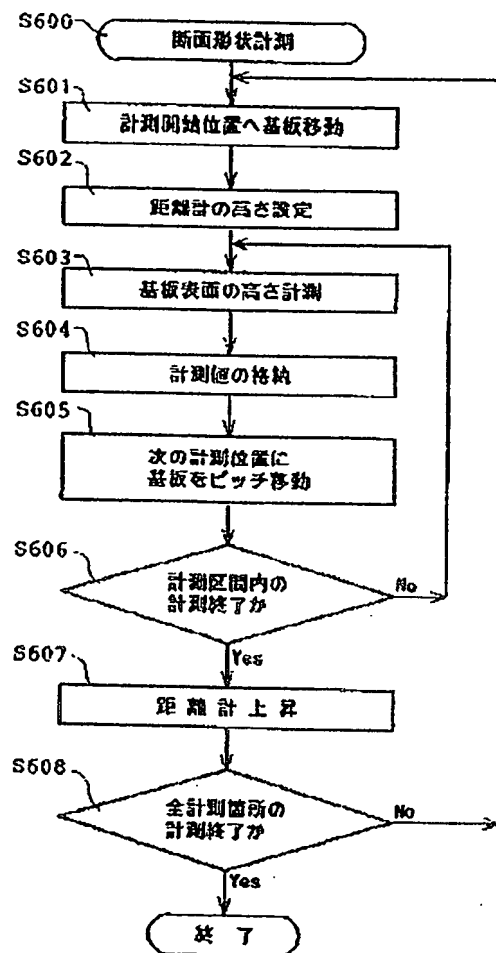 S600
断面形状計測
S601
計測開始位置へ基板移動
S602
距離計の高さ設定
S603
基板表面の高さ計測
S604
計測値の格納
S605
次の計測位置に
基板をピッチ移動
S606
計測区間内の
計測終了か
No
Yes
S607
距離計上昇
S608
全計測箇所の
計測終了か
No
Yes
終了